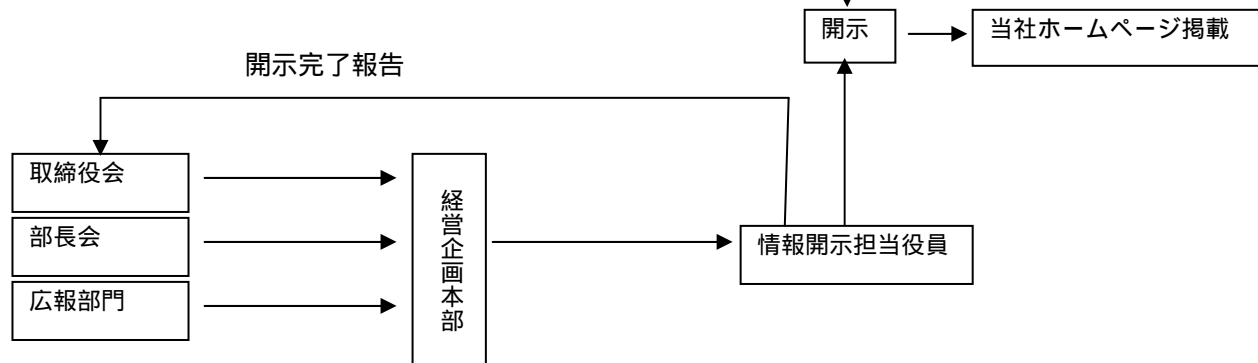 開示
当社ホームページ掲載
開示完了報告
取締役会
部長会
広報部門
経営企画本部
情報開示担当役員